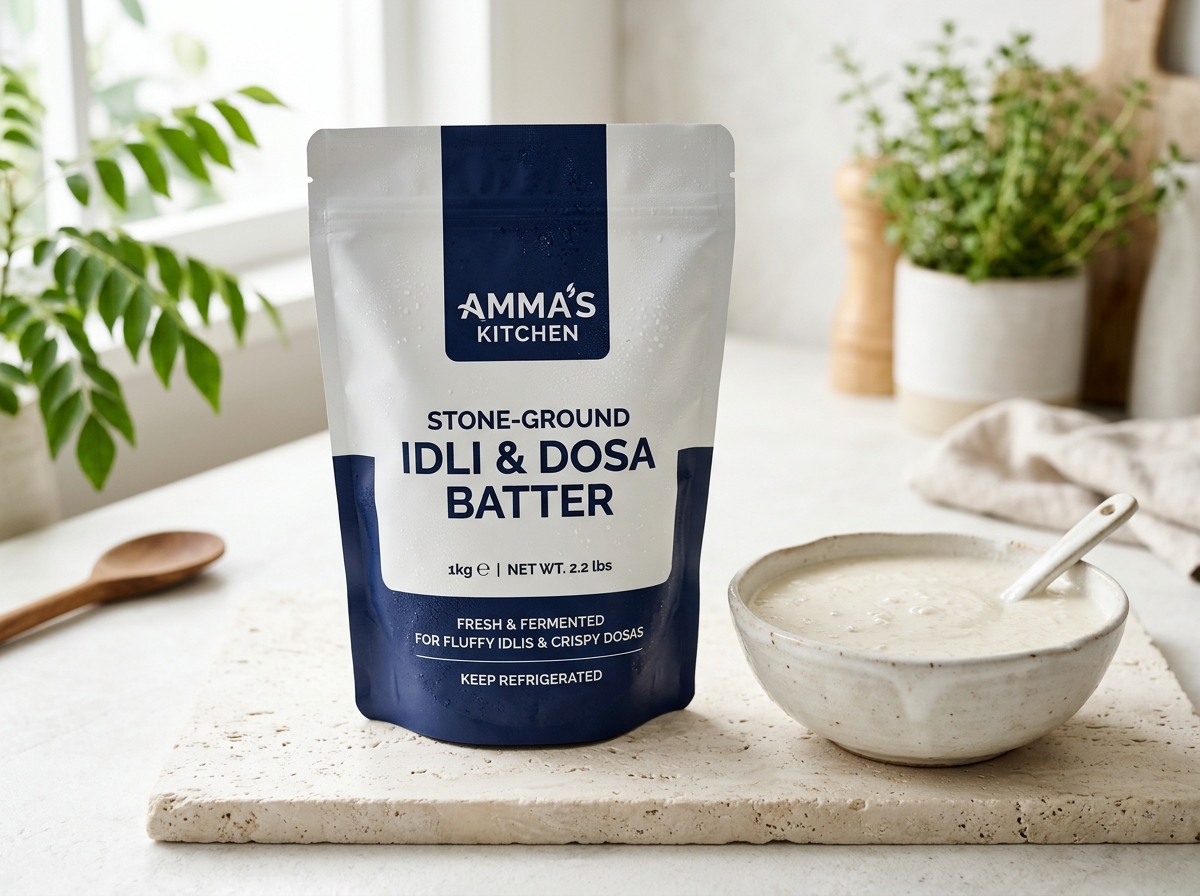 AMMA'S
KITCHEN
STONE-GROUND
IDLI & DOSA
BATTER
1kg ℮ | NET WT. 2.2 lbs
FRESH & FERMENTED
FOR FLUFFY IDLIS & CRISPY DOSAS
KEEP REFRIGERATED